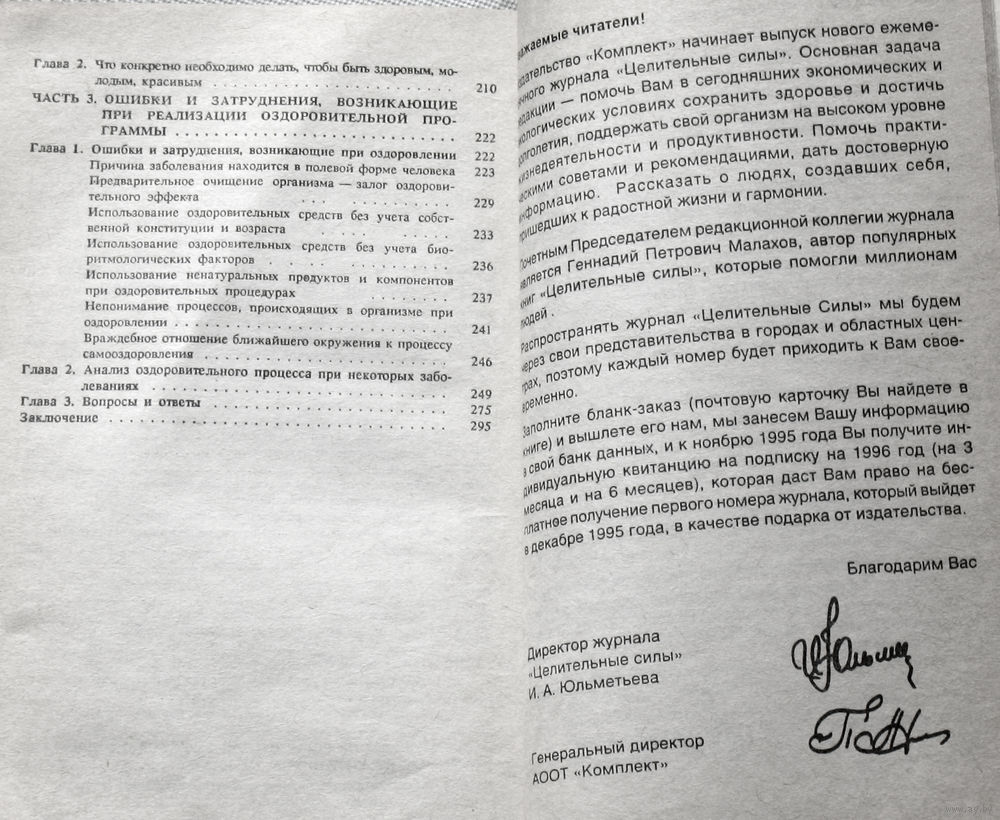 Глава 2. Что конкретно необходимо делать, чтобы быть здоровым, мо-
лодым, красивым . . . . . . . . . . . . . . . . . . . . 210
ЧАСТЬ 3. ОШИБКИ И ЗАТРУДНЕНИЯ, ВОЗНИКАЮЩИЕ
ПРИ РЕАЛИЗАЦИИ ОЗДОРОВИТЕЛЬНОЙ ПРО-
ГРАММЫ . . . . . . . . . . . . . . . . . . . . 222
Глава 1. Ошибки и затруднения, возникающие при оздоровлении 222
Причина заболевания находится в полевой форме человека 223
Предварительное очищение организма — залог оздорови-
тельного эффекта . . . . . . . . . . . 229
Использование оздоровительных средств без учета собст-
венной конституции и возраста . . . . . . . . . 233
Использование оздоровительных средств без учета био-
ритмологических факторов . . . . . . . . . . . . 236
Использование ненатуральных продуктов и компонентов
при оздоровительных процедурах . . . . . . . 237
Непонимание процессов, происходящих в организме при
оздоровлении . . . . . . . . . . . . . . . . . . . . . 241
Враждебное отношение ближайшего окружения к процессу
самооздоровления . . . . . . . . . . . . . . . . . . . 246
Глава 2. Анализ оздоровительного процесса при некоторых забо-
леваниях . . . . . . . . . . . . . . . . . . . . . . . 249
Глава 3. Вопросы и ответы . . . . . . . . . . . . . . . . . . 275
Заключение . . . . . . . . . . . . . . . . . . . . . . . . . . 295
ажаемые читатели!
дательство «Комплект» начинает выпуск нового ежеме-
чного журнала «Целительные силы». Основная задача
едакции — помочь Вам в сегодняшних экономических и
кологических условиях сохранить здоровье и достичь
олголетия, поддержать свой организм на высоком уровне
изнедеятельности и продуктивности. Помочь практи-
ескими советами и рекомендациями, дать достоверную
нформацию. Рассказать о людях, создавших себя,
ришедших к радостной жизни и гармонии.
Почетным Председателем редакционной коллегии журнала
является Геннадий Петрович Малахов, автор популярных
книг «Целительные силы», которые помогли миллионам
людей .
Распространять журнал «Целительные Силы» мы будем
через свои представительства в городах и областных цен-
трах, поэтому каждый номер будет приходить к Вам свое-
временно.
Заполните бланк-заказ (почтовую карточку Вы найдете в
книге) и вышлете его нам, мы занесем Вашу информацию
в свой банк данных, и к ноябрю 1995 года Вы получите ин-
дивидуальную квитанцию на подписку на 1996 год (на 3
месяца и на 6 месяцев), которая даст Вам право на бес-
платное получение первого номера журнала, который выйдет
в декабре 1995 года, в качестве подарка от издательства.
Благодарим Вас
Директор журнала
«Целительные силы»
И. А. Юльметьева
Генеральный директор
АООТ «Комплект»